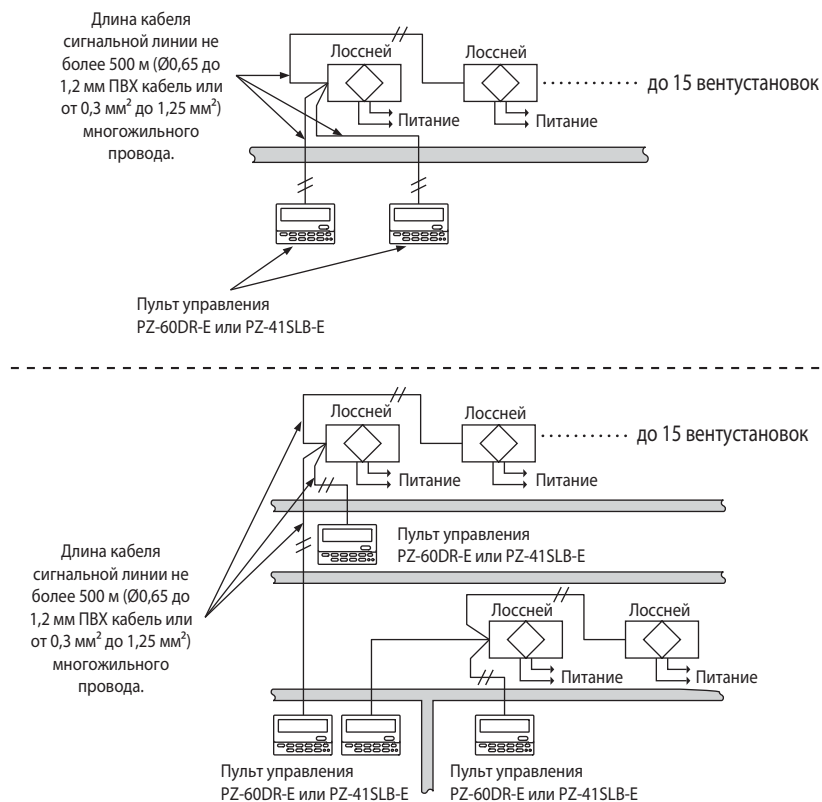 Длина кабеля
сигнальной линии не
более 500 м (Ø0,65 до
1,2 мм ПВХ кабель или
от 0,3 мм² до 1,25 мм²)
многожильного
провода.
Лоссней
Лоссней
до 15 вентустановок
Питание
Питание
Пульт управления
PZ-60DR-E или PZ-41SLB-E
Лоссней
Лоссней
до 15 вентустановок
Питание
Питание
Пульт управления
PZ-60DR-E или PZ-41SLB-E
Длина кабеля
сигнальной линии не
более 500 м (Ø0,65 до
1,2 мм ПВХ кабель или
от 0,3 мм² до 1,25 мм²)
многожильного
провода.
Лоссней
Лоссней
Питание
Питание
Пульт управления
PZ-60DR-E или PZ-41SLB-E
Пульт управления
PZ-60DR-E или PZ-41SLB-E